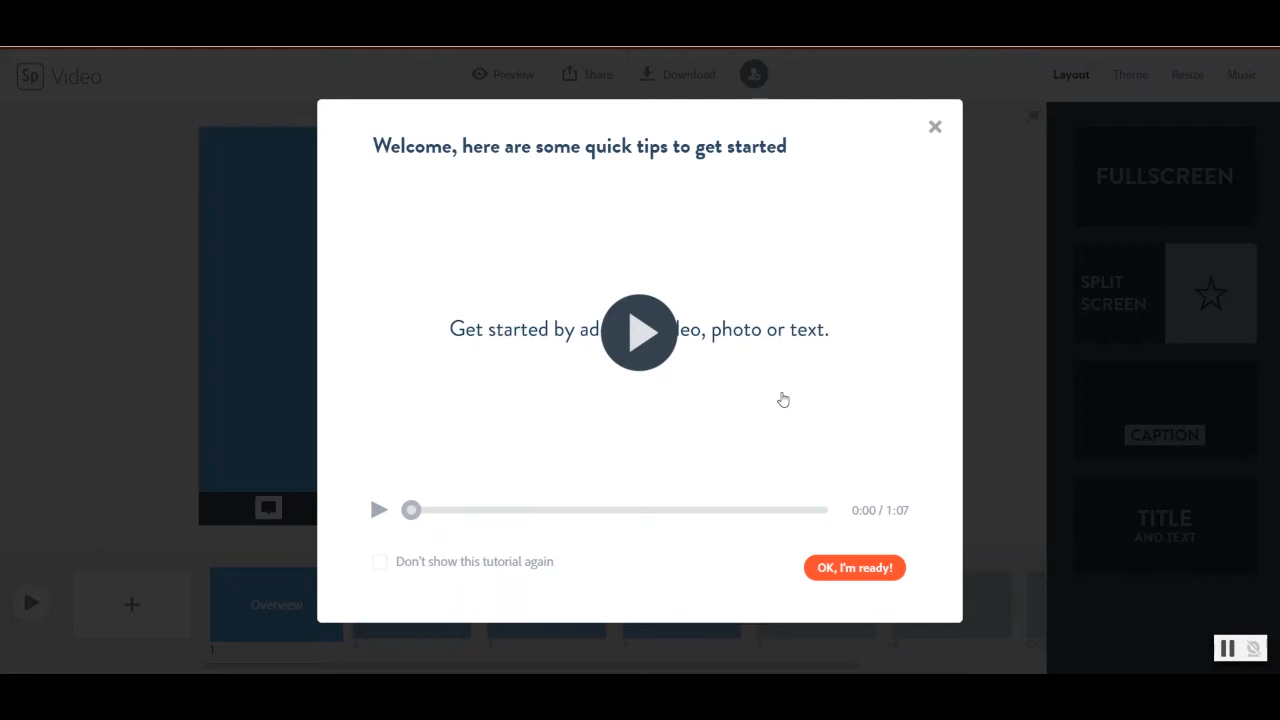 Sp Video
Preview
Share
Download
Layout
Theme
Resize
Music
Welcome, here are some quick tips to get started
Get started by ad eo, photo or text.
0:00 / 1:07
Don't show this tutorial again
OK, I'm ready!
FULLSCREEN
SPLIT
SCREEN
CAPTION
TITLE
AND TEXT
Overview
1